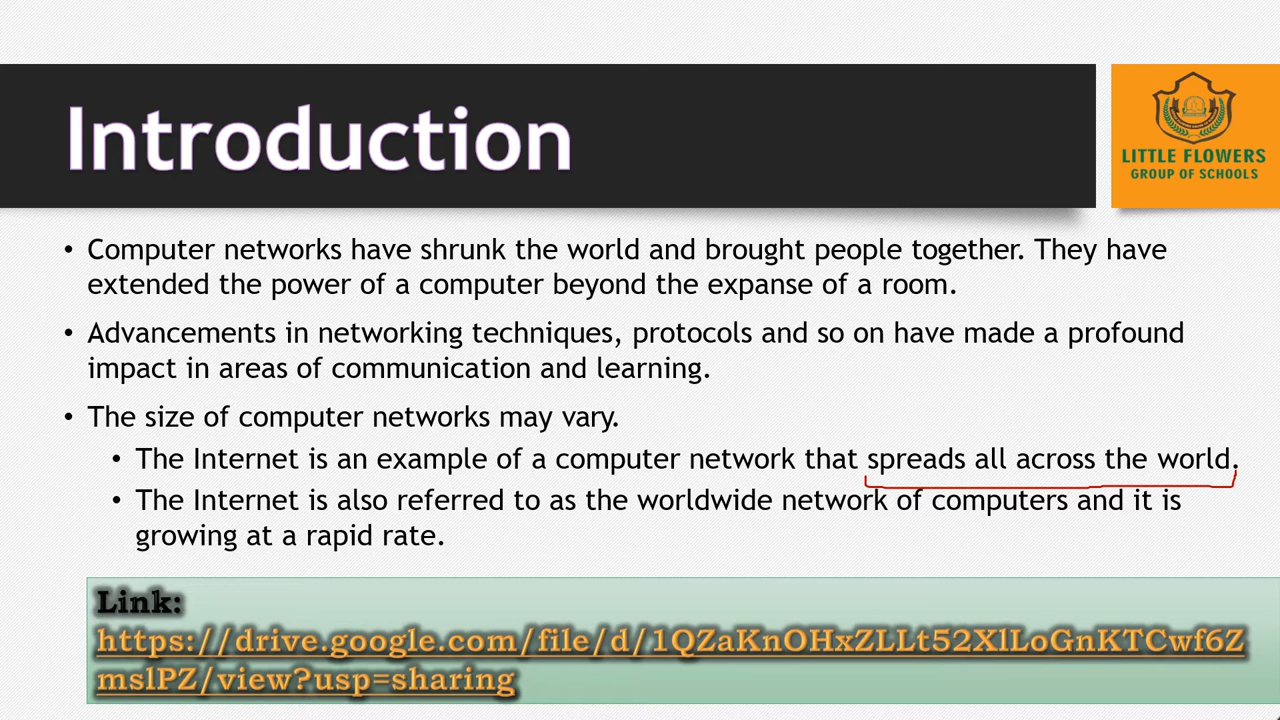 Introduction
LITTLE FLOWERS
GROUP OF SCHOOLS
• Computer networks have shrunk the world and brought people together. They have
extended the power of a computer beyond the expanse of a room.
• Advancements in networking techniques, protocols and so on have made a profound
impact in areas of communication and learning.
• The size of computer networks may vary.
• The Internet is an example of a computer network that spreads all across the world.
• The Internet is also referred to as the worldwide network of computers and it is
growing at a rapid rate.
Link:
https://drive.google.com/file/d/1QZaKnOHxZLLt52XlLoGnKTCwf6Z
mslPZ/view?usp=sharing